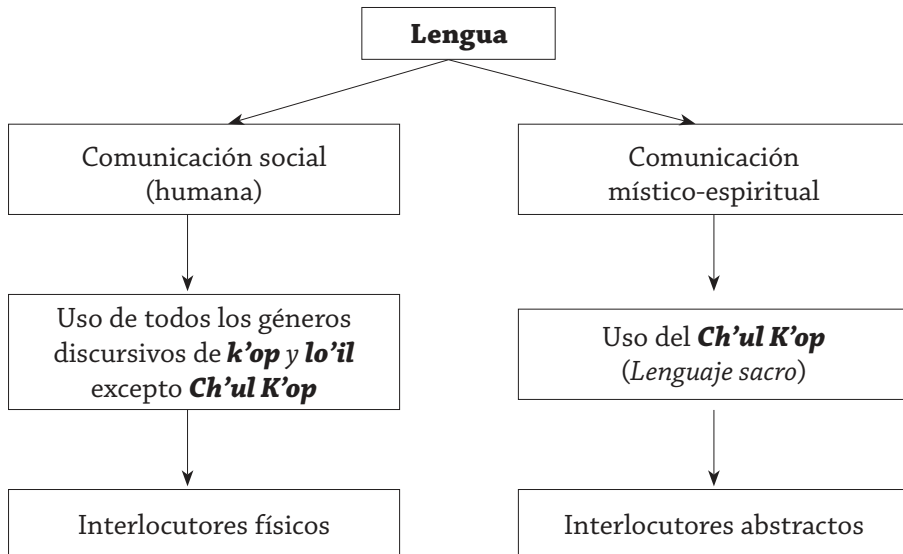 Lengua
Comunicación social
(humana)
Comunicación
místico-espiritual
Uso de todos los géneros
discursivos de k’op y lo’il
excepto Ch’ul K’op
Uso del Ch’ul K’op
(Lenguaje sacro)
Interlocutores físicos
Interlocutores abstractos